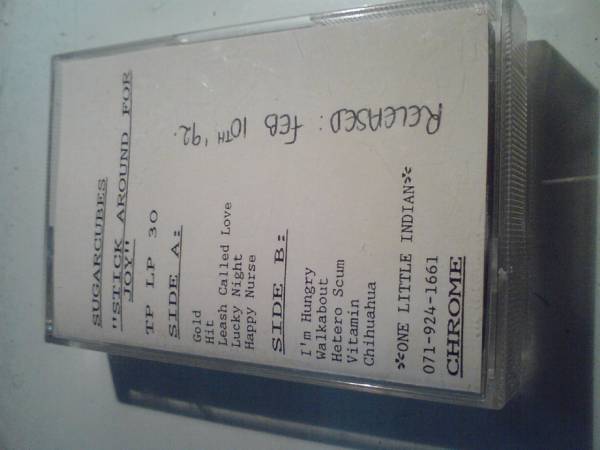 SUGARCUBES
"STICK AROUND FOR
JOY"
TP LP 30
SIDE A:
Gold
Hit
Leash Called Love
Lucky Night
Happy Nurse
SIDE B:
I'm Hungry
Walkabout
Hetero Scum
Vitamin
Chihuahua
ONE LITTLE INDIAN
071-924-1661
CHROME
RELEASED: FEB 10TH '92.